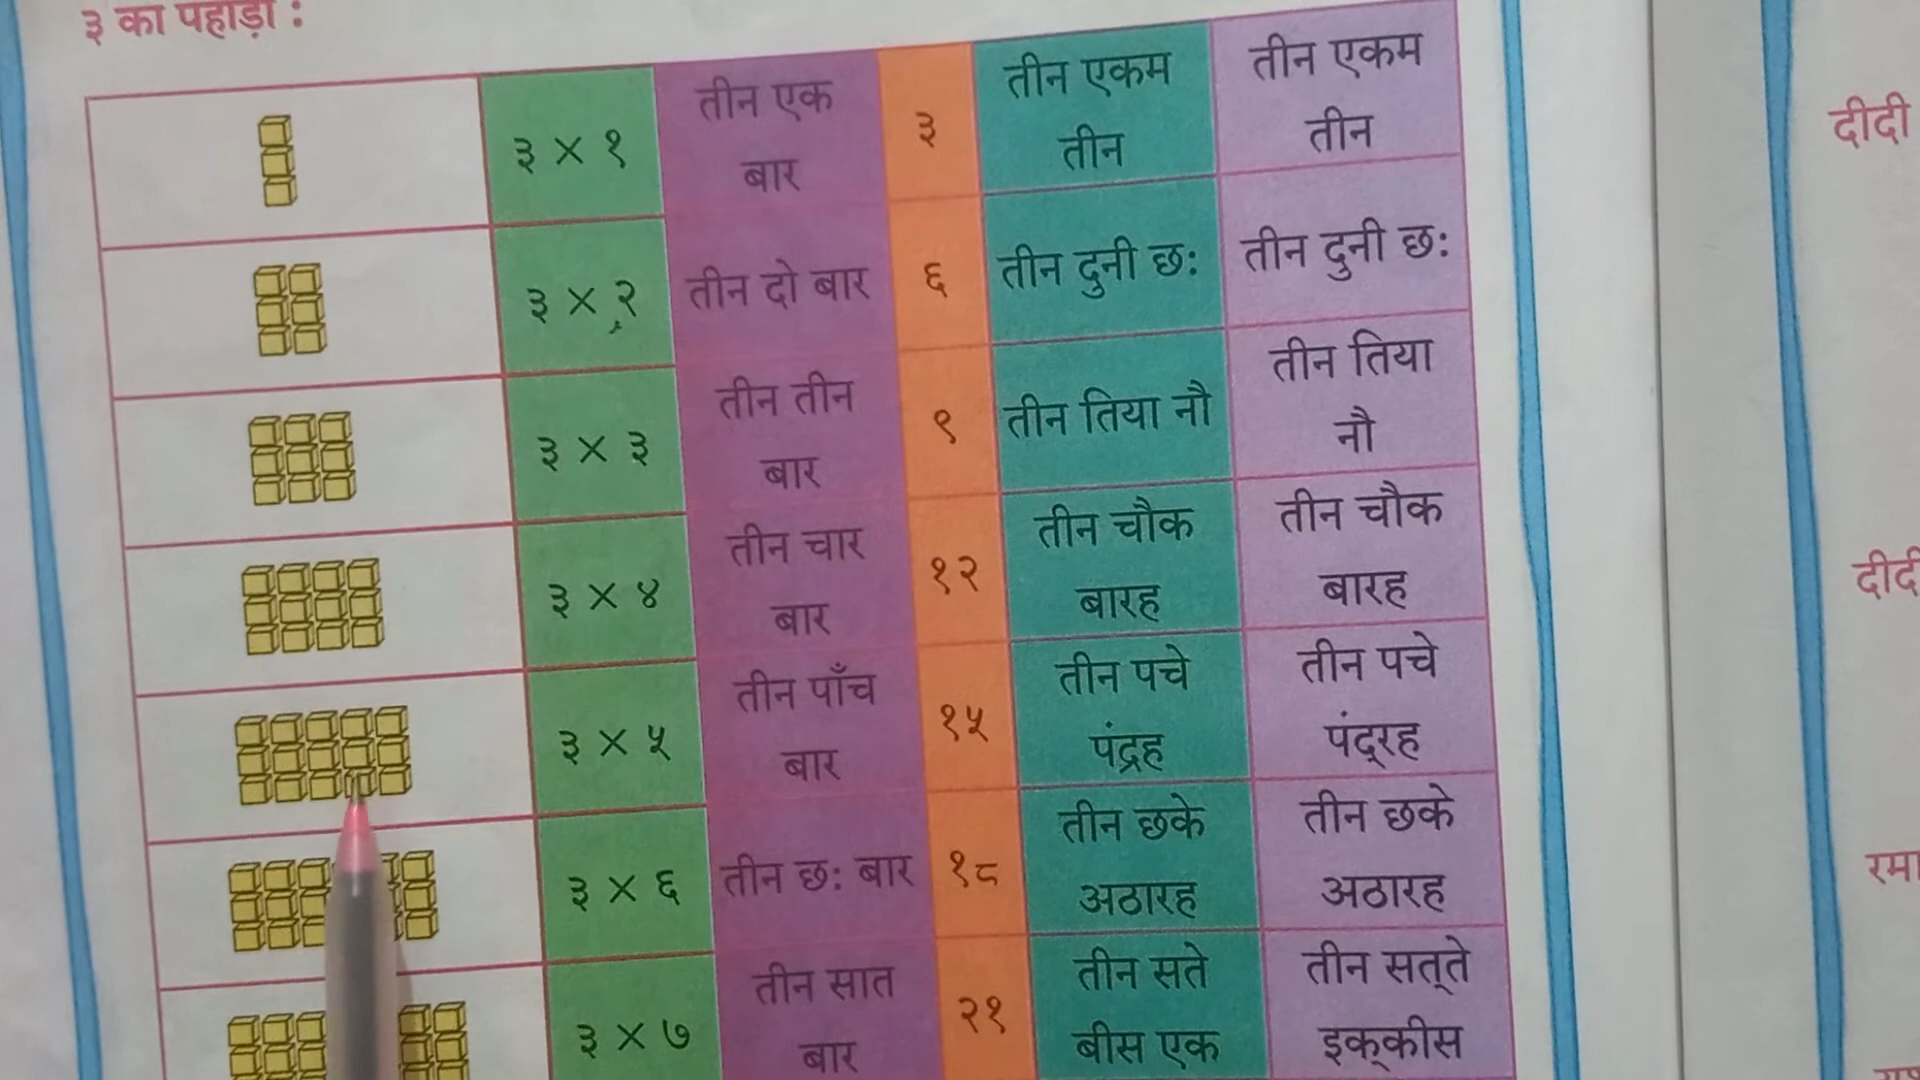 ३ का पहाड़ा :
३ × १
तीन एक
बार
३
तीन एकम
तीन
तीन एकम
तीन
३ × २
तीन दो बार
६
तीन दुनी छः
तीन दुनी छः
३ × ३
तीन तीन
बार
९
तीन तिया नौ
तीन तिया
नौ
३ × ४
तीन चार
बार
१२
तीन चौक
बारह
तीन चौक
बारह
३ × ५
तीन पाँच
बार
१५
तीन पचे
पंद्रह
तीन पचे
पंद्‌रह
३ × ६
तीन छः बार
१८
तीन छके
अठारह
तीन छके
अठारह
३ × ७
तीन सात
बार
२१
तीन सते
बीस एक
तीन सत्‌ते
इक्‌कीस
दीदी